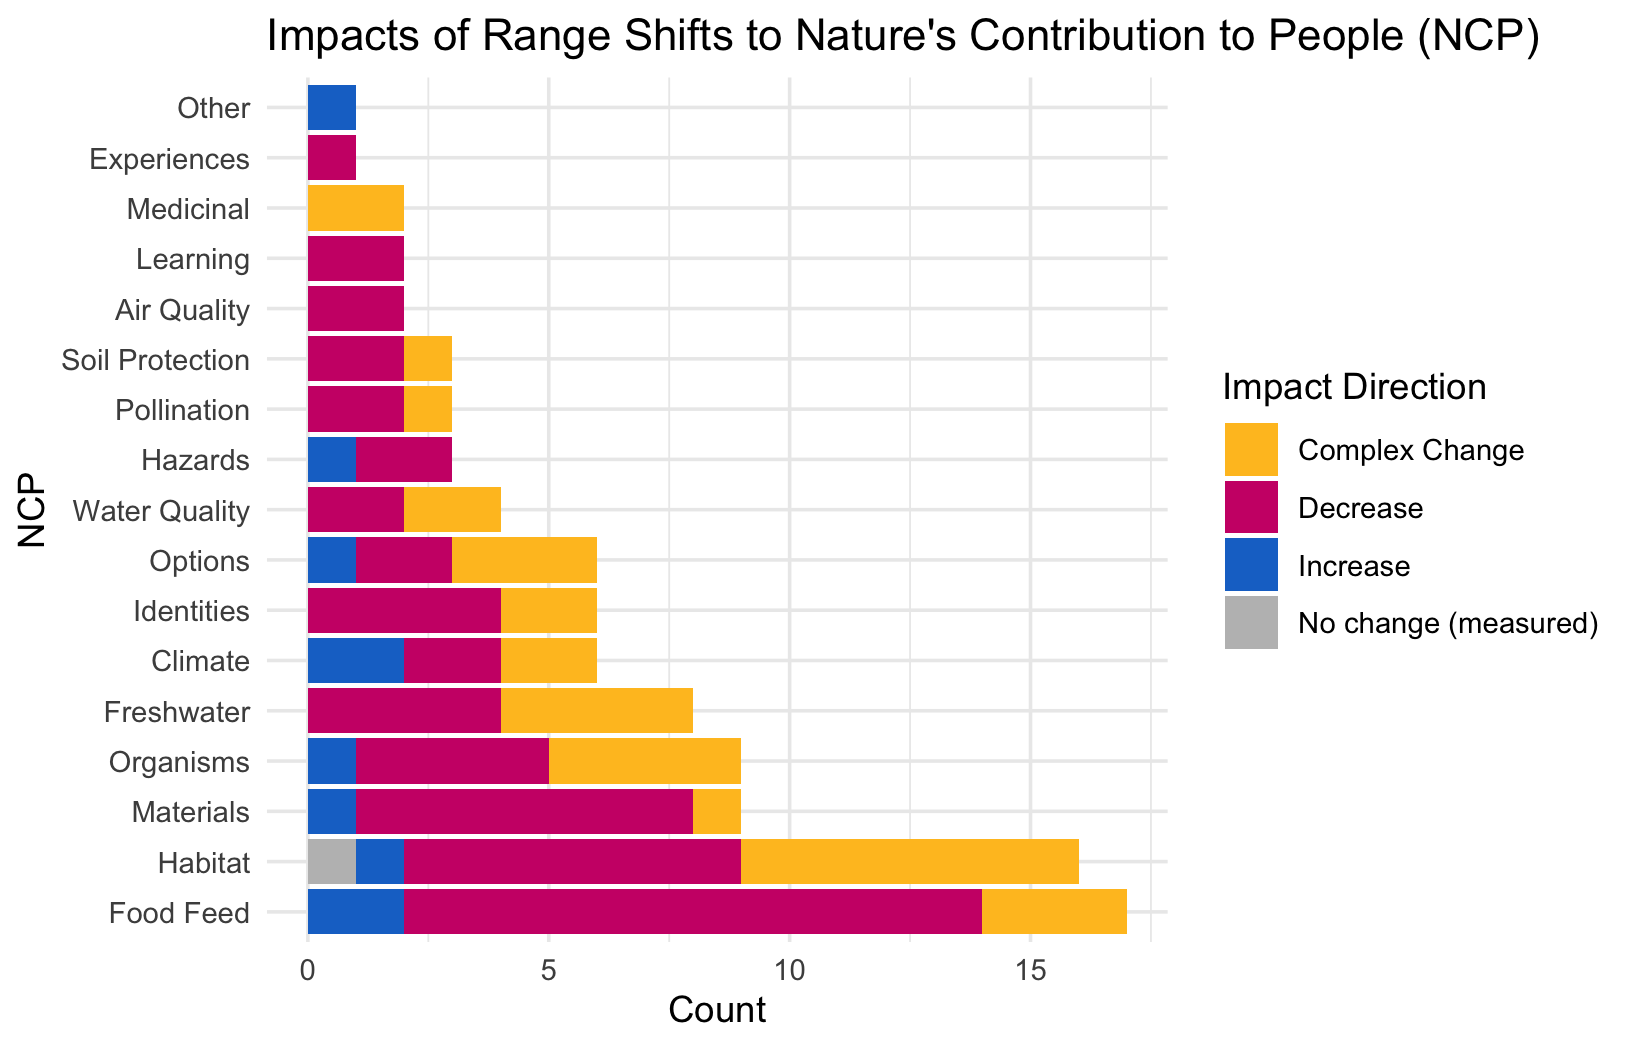 Impacts of Range Shifts to Nature's Contribution to People (NCP)
Other
Experiences
Medicinal
Learning
Air Quality
Soil Protection
Pollination
Hazards
Water Quality
Options
Identities
Climate
Freshwater
Organisms
Materials
Habitat
Food Feed
NCP
0 5 10 15
Count
Impact Direction
Complex Change
Decrease
Increase
No change (measured)